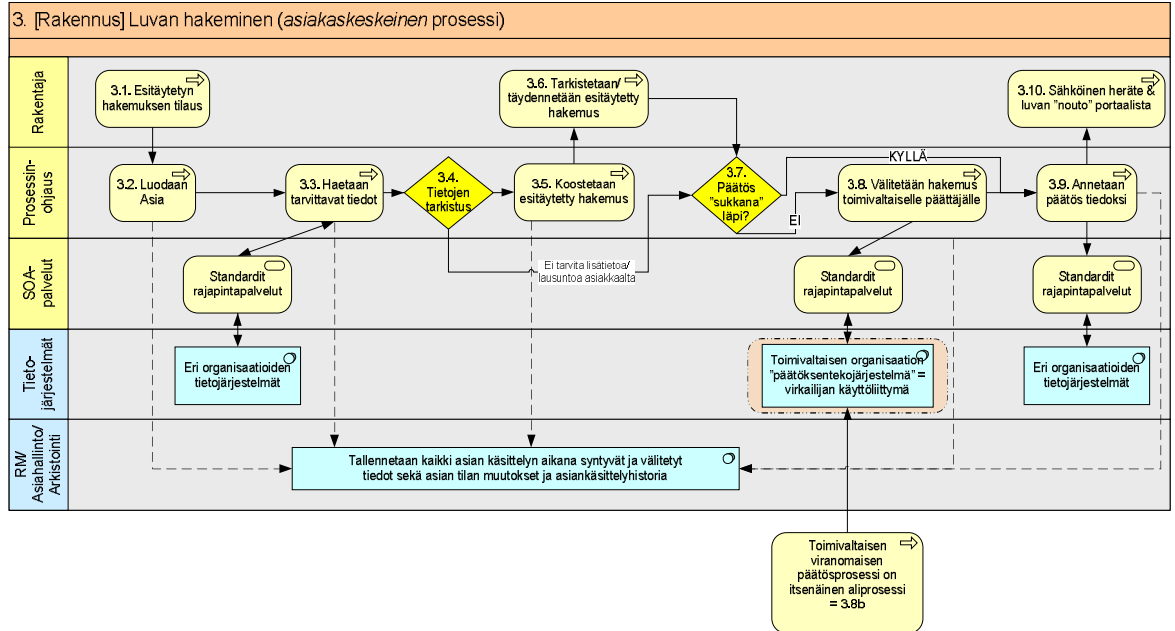 3. [Rakennus] Luvan hakeminen (asiakaskeskeinen prosessi)
Rakentaja
3.1. Esitäytetyn
hakemuksen tilaus
3.6. Tarkistetaan/
täydennetään esitäytetty
hakemus
3.10. Sähköinen heräte &
luvan "nouto" portaalista
Prosessin-
ohjaus
3.2. Luodaan
Asia
3.3. Haetaan
tarvittavat tiedot
3.4.
Tietojen
tarkistus
3.5. Koostetaan
esitäytetty hakemus
3.7.
Päätös
"sukkana"
läpi?
KYLLÄ
EI
3.8. Välitetään hakemus
toimivaltaiselle päättäjälle
3.9. Annetaan
päätös tiedoksi
Ei tarvita lisätietoa/
lausuntoa asiakkaalta
SOA-
palvelut
Standardit
rajapintapalvelut
Standardit
rajapintapalvelut
Standardit
rajapintapalvelut
Tieto-
järjestelmät
Eri organisaatioiden
tietojärjestelmät
Toimivaltaisen organisaation
"päätöksentekojärjestelmä" =
virkailijan käyttöliittymä
Eri organisaatioiden
tietojärjestelmät
RM/
Asiahallinto/
Arkistointi
Tallennetaan kaikki asian käsittelyn aikana syntyvät ja välitetyt
tiedot sekä asian tilan muutokset ja asiankäsittelyhistoria
Toimivaltaisen
viranomaisen
päätösprosessi on
itsenäinen aliprosessi
= 3.8b